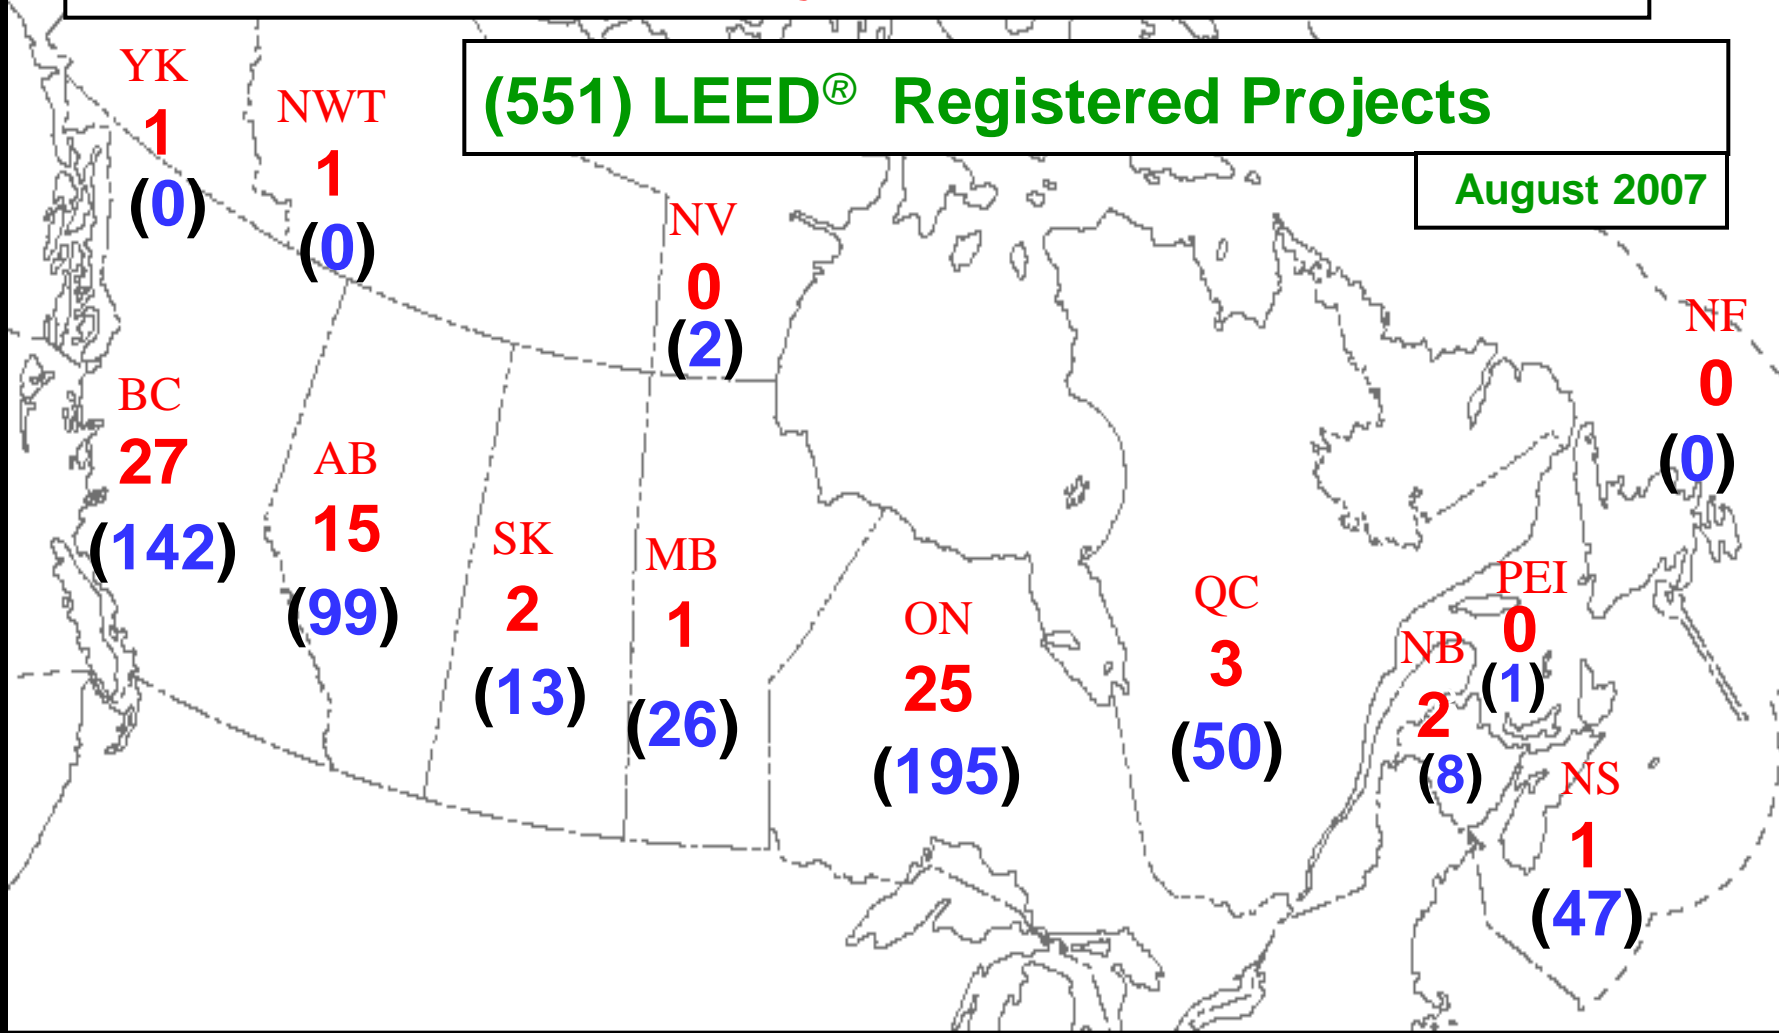 (551) LEED® Registered Projects
August 2007
YK
1
(0)
NWT
1
(0)
NV
0
(2)
NF
0
(0)
BC
27
(142)
AB
15
(99)
SK
2
(13)
MB
1
(26)
ON
25
(195)
QC
3
(50)
PEI
0
(1)
NB
2
(8)
NS
1
(47)